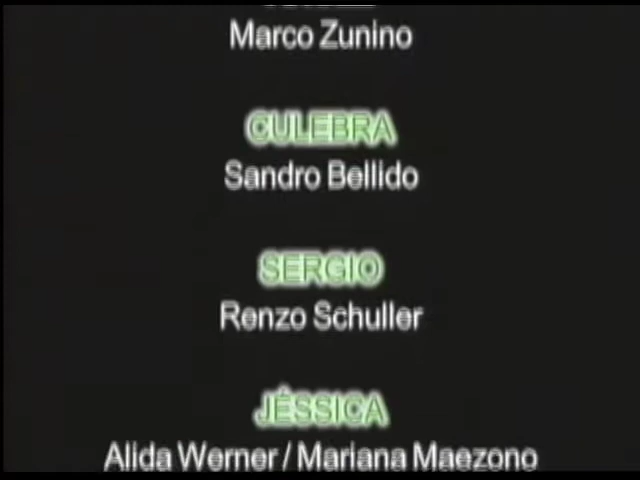 Marco Zunino
CULEBRA
Sandro Bellido
SERGIO
Renzo Schuller
JÉSSICA
Alida Werner / Mariana Maezono